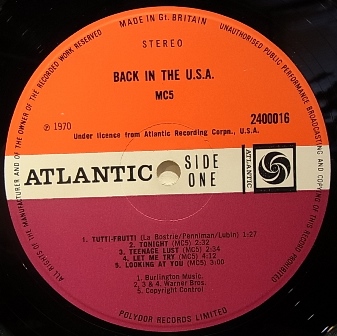 MADE IN Gt. BRITAIN
ALL RIGHTS OF THE MANUFACTURER AND OF THE OWNER OF THE RECORDED WORK RESERVED
UNAUTHORISED PUBLIC PERFORMANCE BROADCASTING AND COPYING OF THIS RECORD PROHIBITED
STEREO
BACK IN THE U.S.A.
MC5
℗ 1970
2400016
Under licence from Atlantic Recording Corpn., U.S.A.
ATLANTIC
SIDE
ONE
ATLANTIC
1. TUTTI-FRUTTI (La Bostrie/Penniman/Lubin) 1:27
2. TONIGHT (MC5) 2:32
3. TEENAGE LUST (MC5) 2:34
4. LET ME TRY (MC5) 4:12
5. LOOKING AT YOU (MC5) 3:00
1. Burlington Music.
2, 3 & 4. Warner Bros.
5. Copyright Control
POLYDOR RECORDS LIMITED